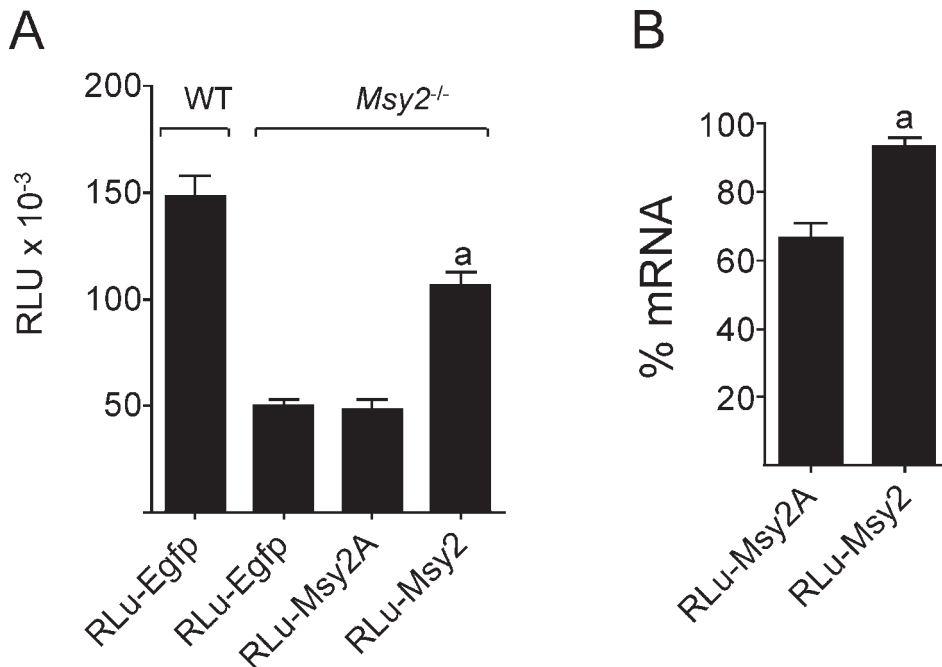 A
WT
Msy2-/-
RLU x 10-3
200
150
100
50
a
RLu-Egfp
RLu-Egfp
RLu-Msy2A
RLu-Msy2
B
% mRNA
100
80
60
40
20
a
RLu-Msy2A
RLu-Msy2